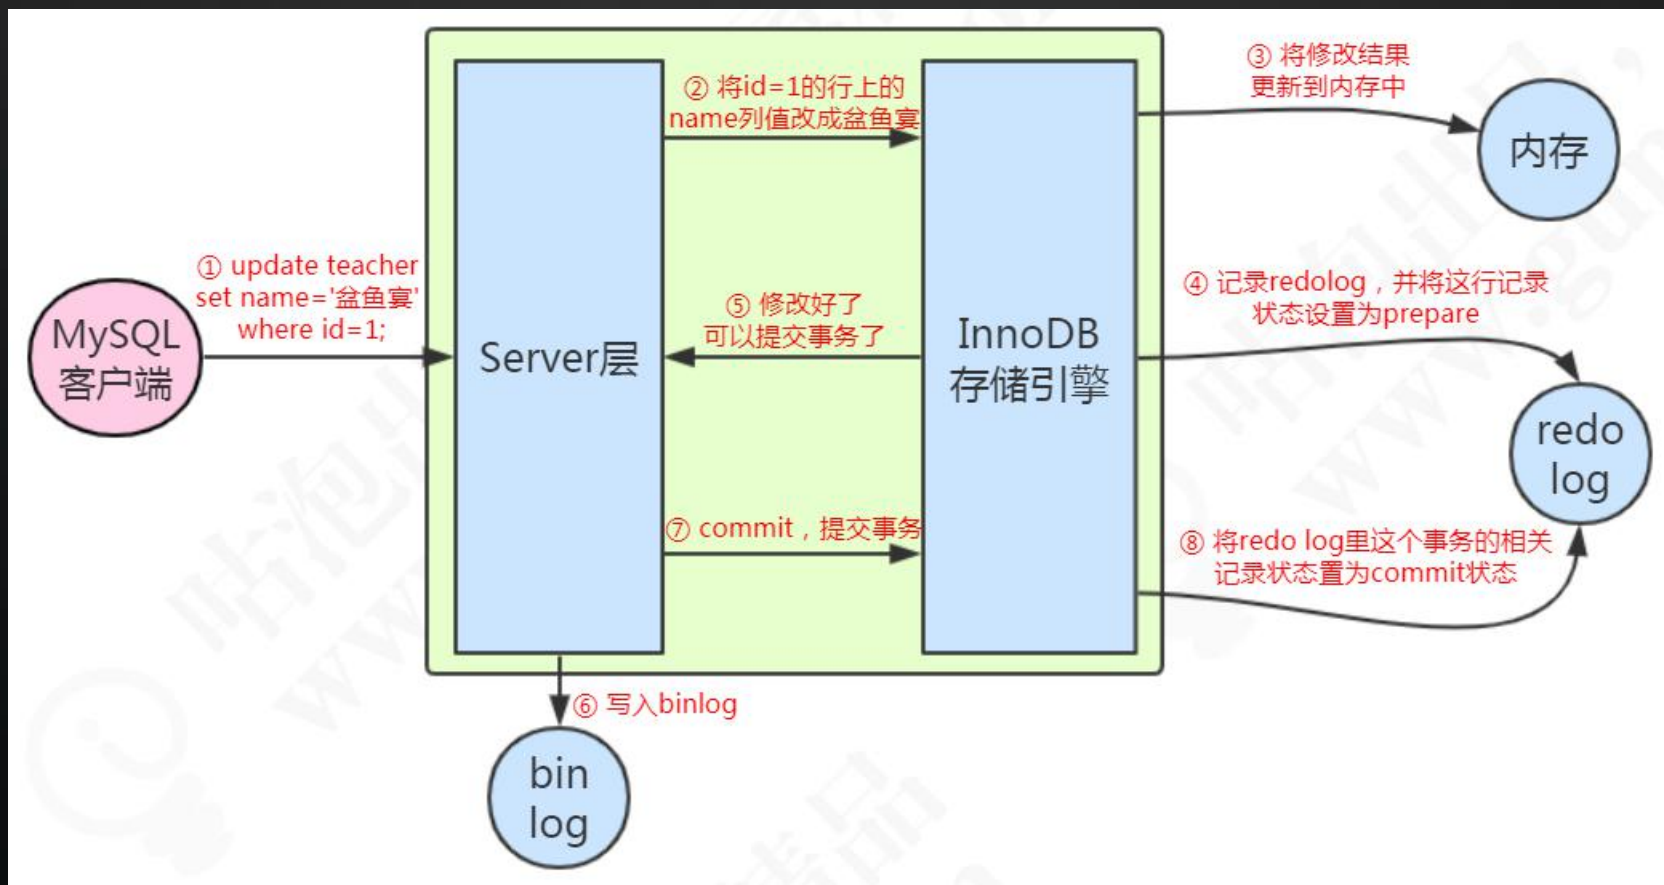 ① update teacher
set name='盆鱼宴'
where id=1;
MySQL
客户端
Server层
② 将id=1的行上的
name列值改成盆鱼宴
⑤ 修改好了
可以提交事务了
⑦ commit，提交事务
InnoDB
存储引擎
③ 将修改结果
更新到内存中
内存
④ 记录redolog，并将这行记录
状态设置为prepare
redo
log
⑧ 将redo log里这个事务的相关
记录状态置为commit状态
⑥ 写入binlog
bin
log